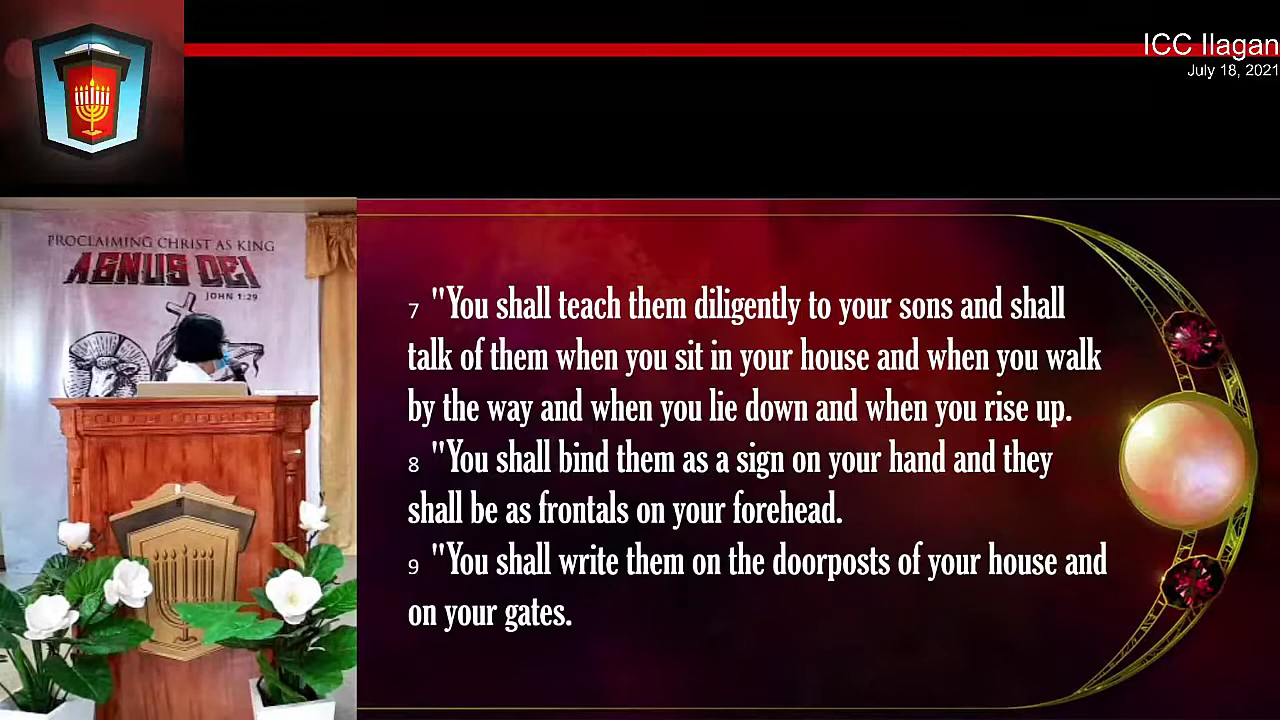 ICC Ilagan
July 18, 2021
PROCLAIMING CHRIST AS KING
AGNUS DEI
JOHN 1:29
7 "You shall teach them diligently to your sons and shall
talk of them when you sit in your house and when you walk
by the way and when you lie down and when you rise up.
8 "You shall bind them as a sign on your hand and they
shall be as frontals on your forehead.
9 "You shall write them on the doorposts of your house and
on your gates.